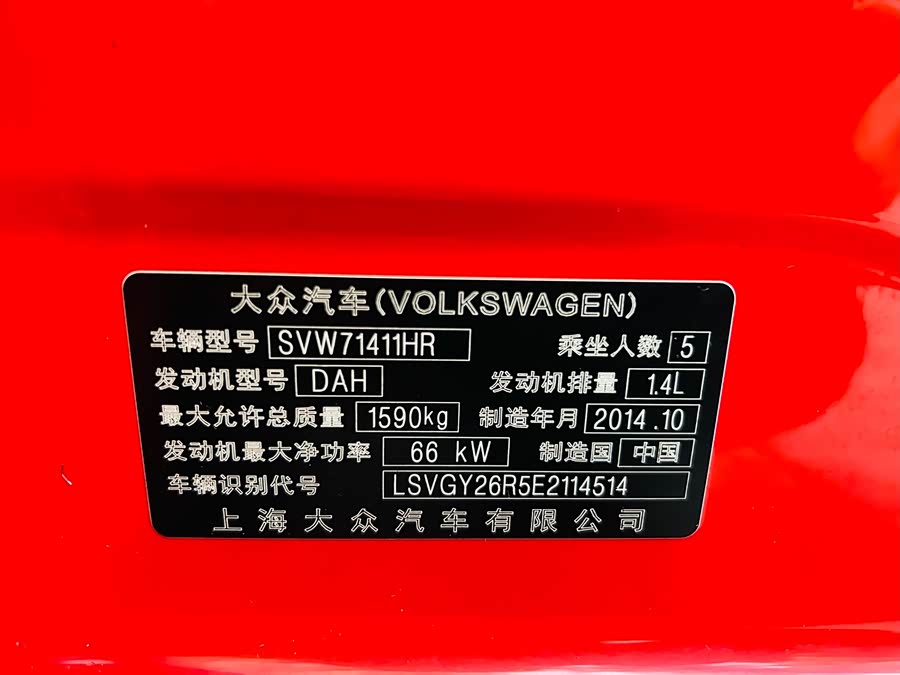 大众汽车(VOLKSWAGEN)
车辆型号 SVW71411HR 乘坐人数 5
发动机型号 DAH 发动机排量 1.4L
最大允许总质量 1590kg 制造年月 2014.10
发动机最大净功率 66 kW 制造国 中国
车辆识别代号 LSVGY26R5E2114514
上海大众汽车有限公司